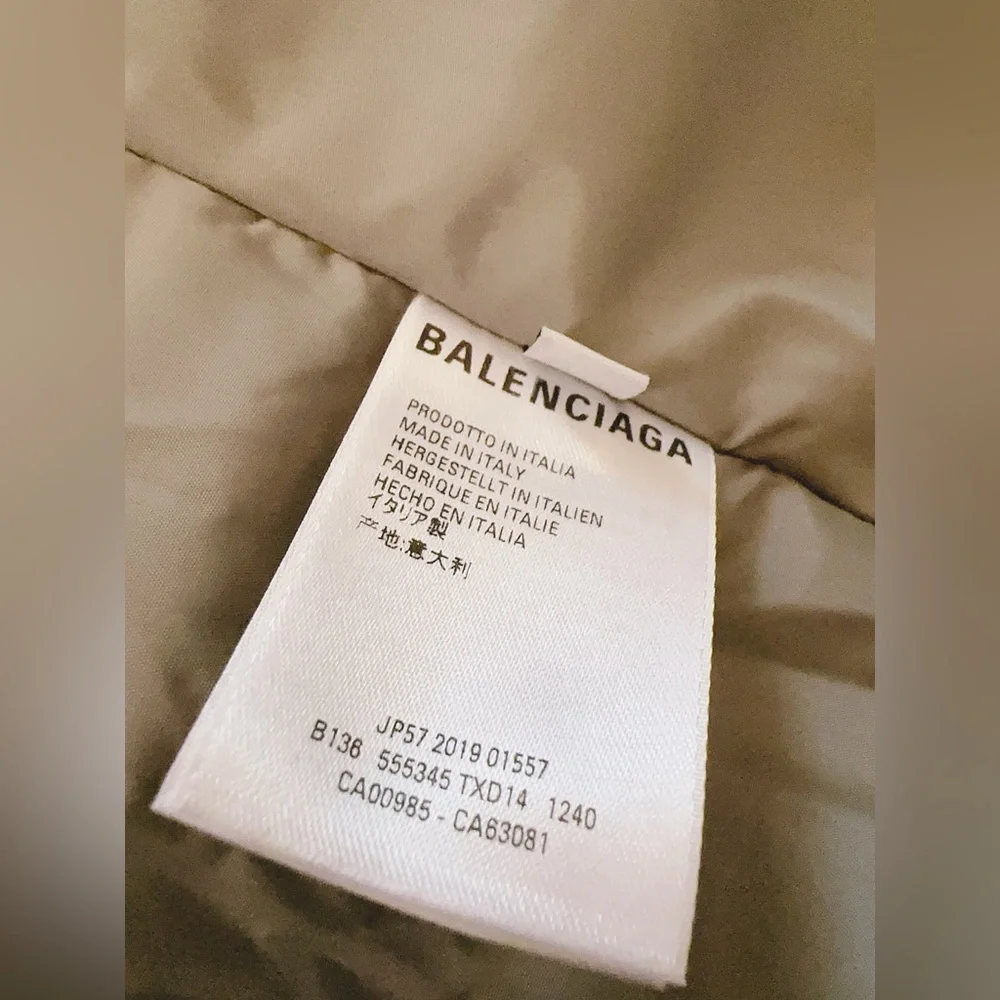 BALENCIAGA
PRODOTTO IN ITALIA
MADE IN ITALY
HERGESTELLT IN ITALIEN
FABRIQUE EN ITALIE
HECHO EN ITALIA
イタリア製
产地:意大利
JP57 2019 01557
B136 555345 TXD14 1240
CA00985 - CA63081